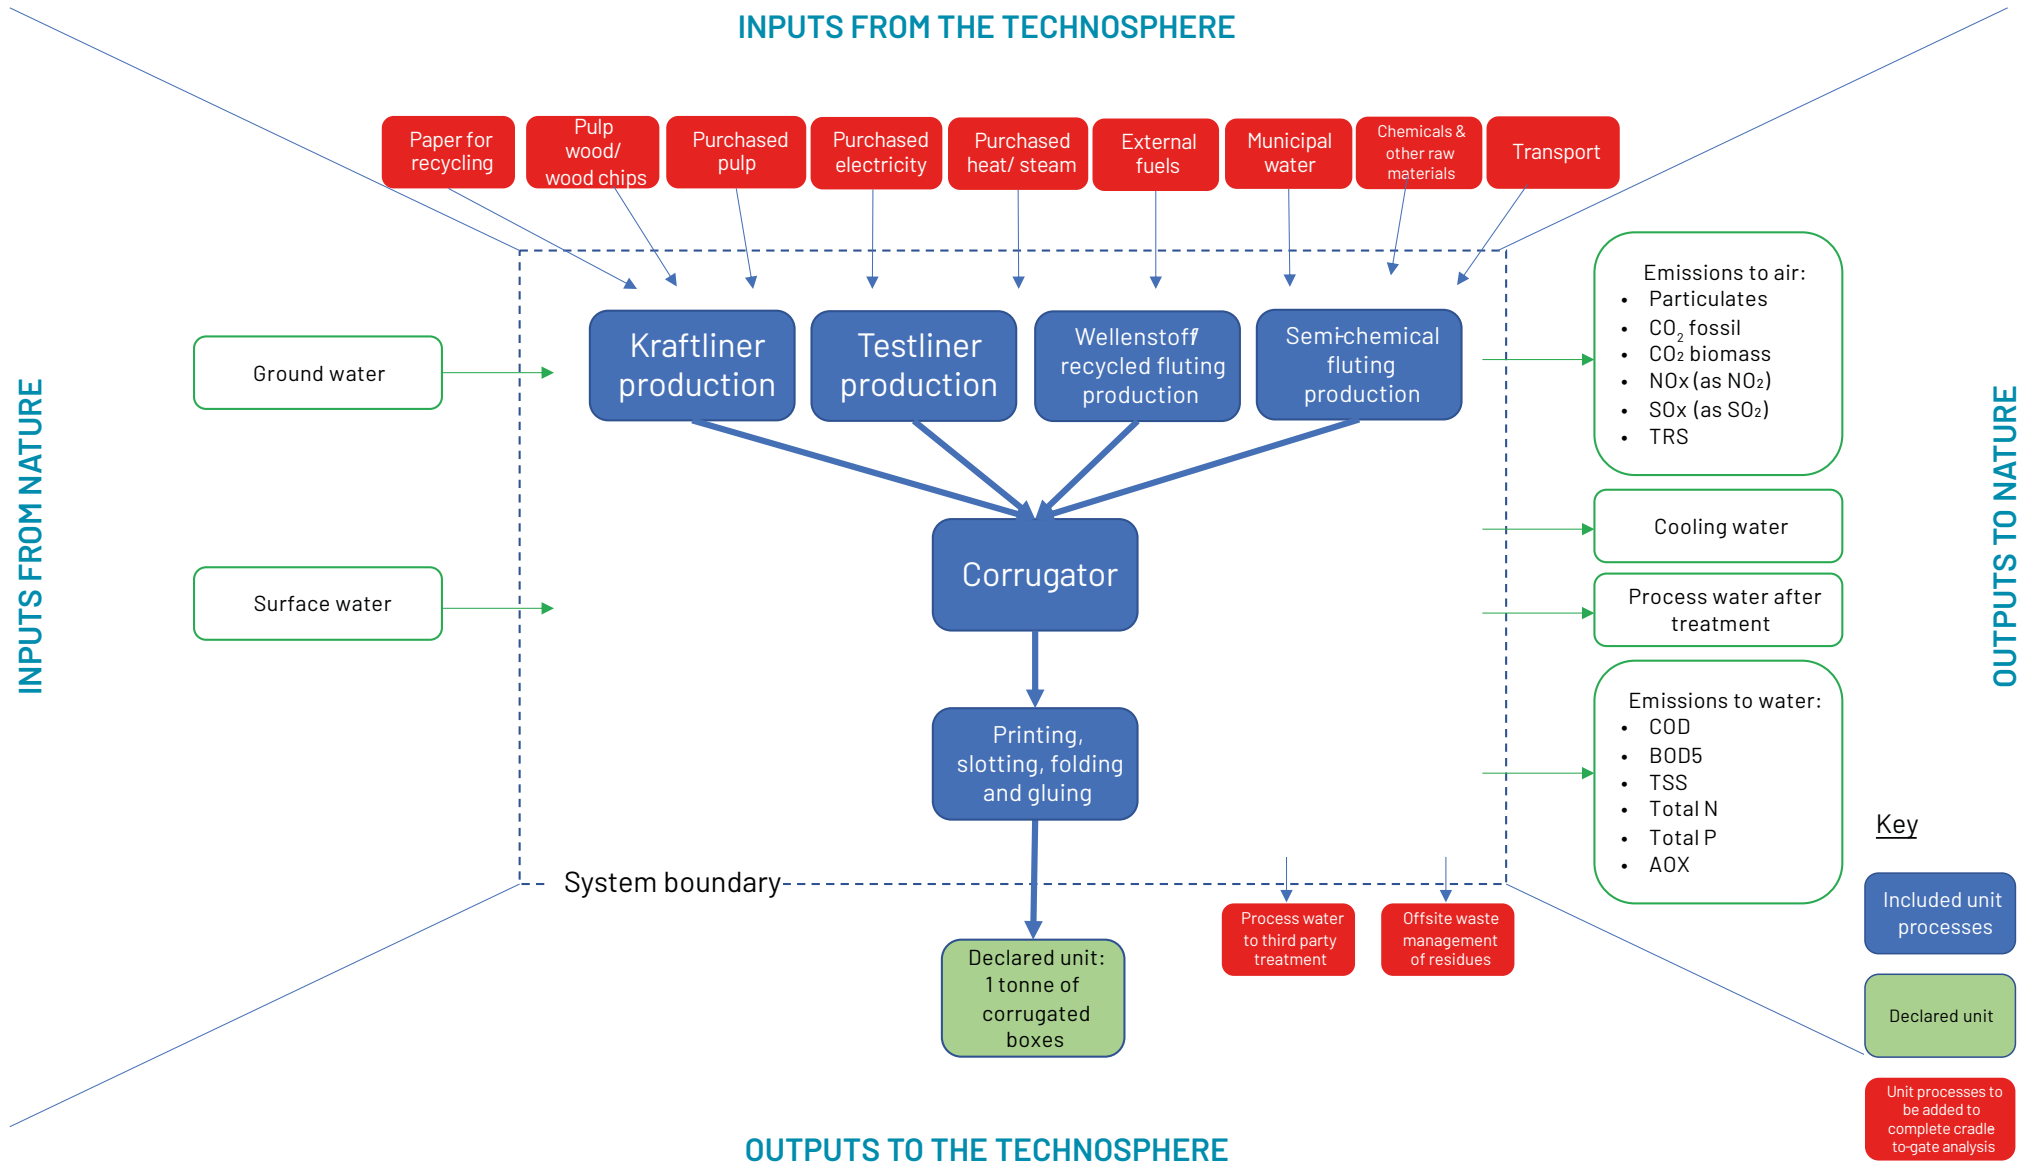 INPUTS FROM THE TECHNOSPHERE
Paper for
recycling
Pulp
wood/
wood chips
Purchased
pulp
Purchased
electricity
Purchased
heat/ steam
External
fuels
Municipal
water
Chemicals &
other raw
materials
Transport
INPUTS FROM NATURE
Ground water
Surface water
Kraftliner
production
Testliner
production
Wellenstoff/
recycled fluting
production
Semi-chemical
fluting
production
Corrugator
Printing,
slotting, folding
and gluing
System boundary
Declared unit:
1 tonne of
corrugated
boxes
Process water
to third party
treatment
Offsite waste
management
of residues
Emissions to air:
• Particulates
• CO₂ fossil
• CO₂ biomass
• NOx (as NO₂)
• SOx (as SO₂)
• TRS
Cooling water
Process water after
treatment
Emissions to water:
• COD
• BOD5
• TSS
• Total N
• Total P
• AOX
OUTPUTS TO NATURE
Key
Included unit
processes
Declared unit
Unit processes to
be added to
complete cradle
to-gate analysis
OUTPUTS TO THE TECHNOSPHERE